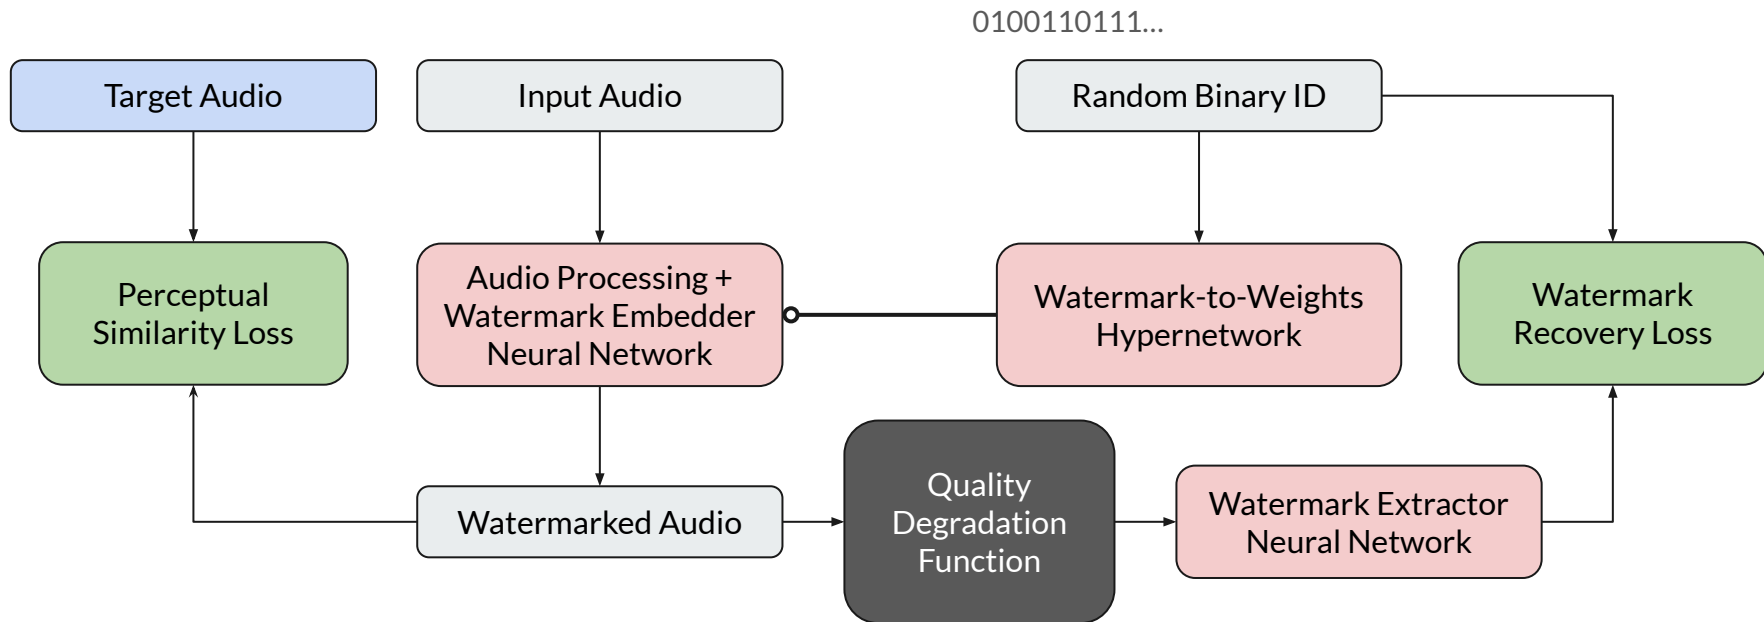 0100110111...
Target Audio
Input Audio
Random Binary ID
Perceptual
Similarity Loss
Audio Processing +
Watermark Embedder
Neural Network
Watermark-to-Weights
Hypernetwork
Watermark
Recovery Loss
Watermarked Audio
Quality
Degradation
Function
Watermark Extractor
Neural Network